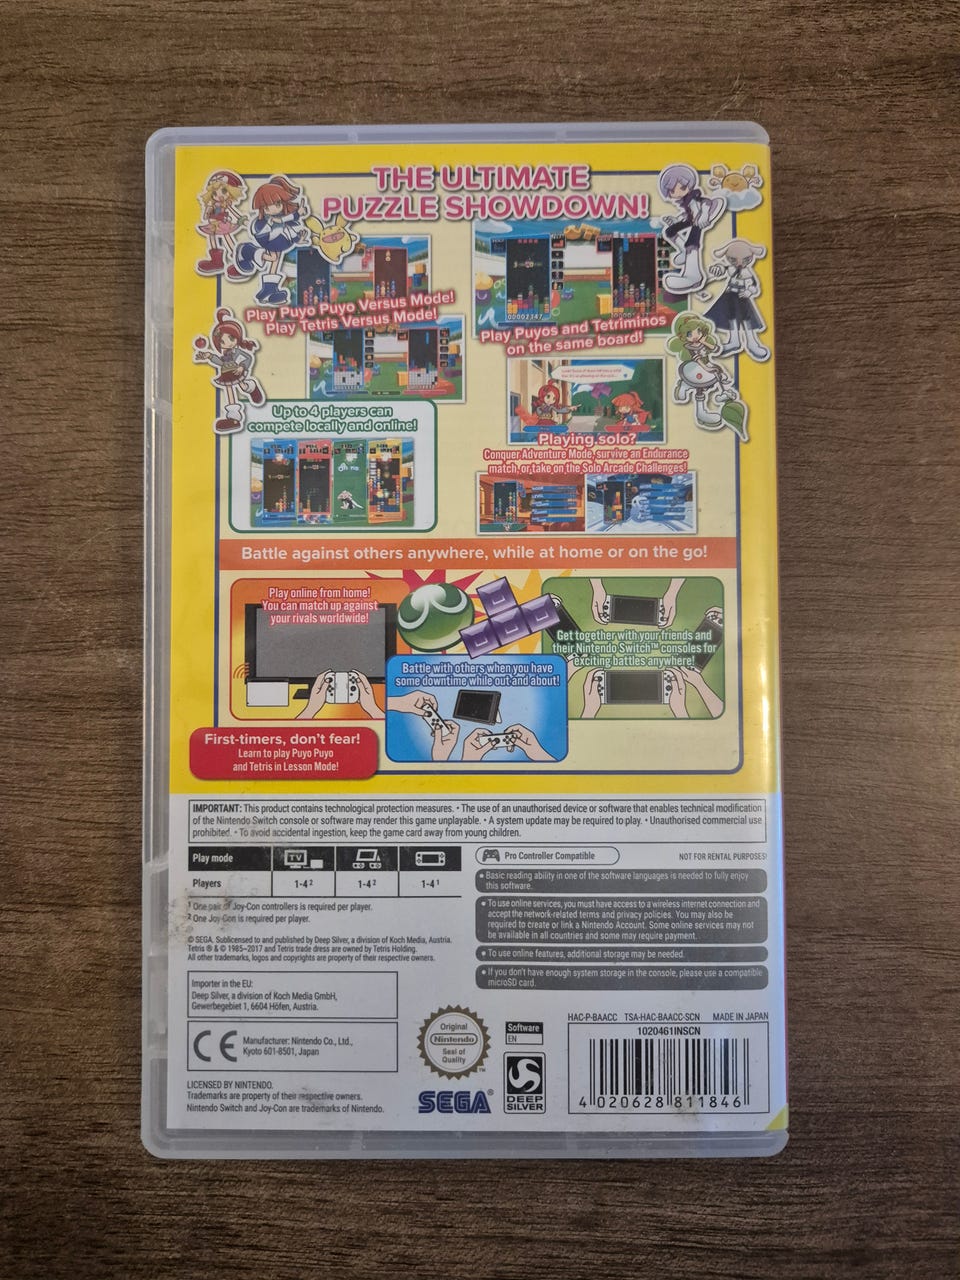 THE ULTIMATE
PUZZLE SHOWDOWN!
Play Puyo Puyo Versus Mode!
Play Tetris Versus Mode!
Play Puyos and Tetriminos
on the same board!
Up to 4 players can
compete locally and online!
Playing solo?
Conquer Adventure Mode, survive an Endurance
match, or take on the Solo Arcade Challenges!
Battle against others anywhere, while at home or on the go!
Play online from home!
You can match up against
your rivals worldwide!
Get together with your friends and
their Nintendo Switch™ consoles for
exciting battles anywhere!
Battle with others when you have
some downtime while out and about!
First-timers, don't fear!
Learn to play Puyo Puyo
and Tetris in Lesson Mode!
IMPORTANT: This product contains technological protection measures. • The use of an unauthorised device or software that enables technical modification
of the Nintendo Switch console or software may render this game unplayable. • A system update may be required to play. • Unauthorised commercial use
prohibited. • To avoid accidental ingestion, keep the game card away from young children.
Play mode TV
Players 1-4² 1-4² 1-4¹
¹ One pair of Joy-Con controllers is required per player.
² One Joy-Con is required per player.
Pro Controller Compatible
NOT FOR RENTAL PURPOSES!
• Basic reading ability in one of the software languages is needed to fully enjoy
this software.
• To use online services, you must have access to a wireless internet connection and
accept the network-related terms and privacy policies. You may also be
required to create or link a Nintendo Account. Some online services may not
be available in all countries and some may require payment.
• To use online features, additional storage may be needed.
• If you don't have enough system storage in the console, please use a compatible
microSD card.
© SEGA. Sublicensed to and published by Deep Silver, a division of Koch Media, Austria.
Tetris ® & © 1985~2017 and Tetris trade dress are owned by Tetris Holding.
All other trademarks, logos and copyrights are property of their respective owners.
Importer in the EU:
Deep Silver, a division of Koch Media GmbH,
Gewerbegebiet 1, 6604 Höfen, Austria.
CE
Manufacturer: Nintendo Co., Ltd.,
Kyoto 601-8501, Japan
LICENSED BY NINTENDO.
Trademarks are property of their respective owners.
Nintendo Switch and Joy-Con are trademarks of Nintendo.
Original
Nintendo
Seal of
Quality
™
SEGA®
Software
EN
DEEP
SILVER
HAC-P-BAACC TSA-HAC-BAACC-SCN MADE IN JAPAN
1020461INSCN
4 020628 811846